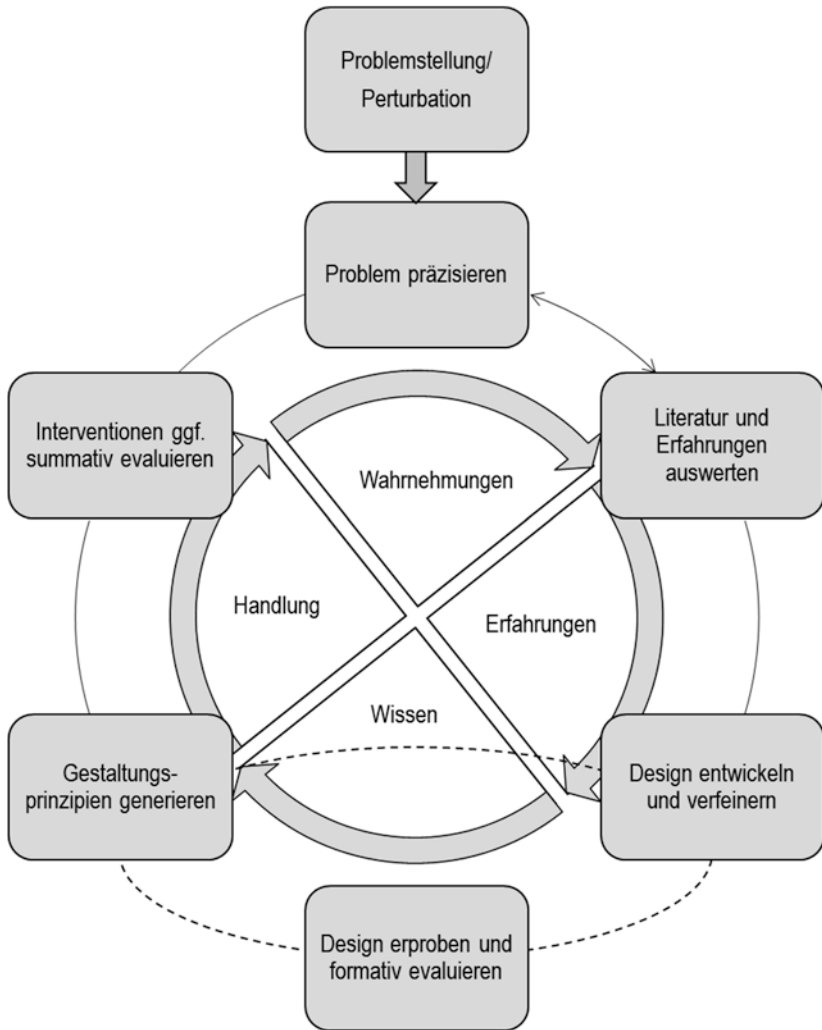 Problemstellung/
Perturbation
Problem präzisieren
Interventionen ggf.
summativ evaluieren
Literatur und
Erfahrungen
auswerten
Wahrnehmungen
Handlung
Erfahrungen
Wissen
Gestaltungs-
prinzipien generieren
Design entwickeln
und verfeinern
Design erproben und
formativ evaluieren